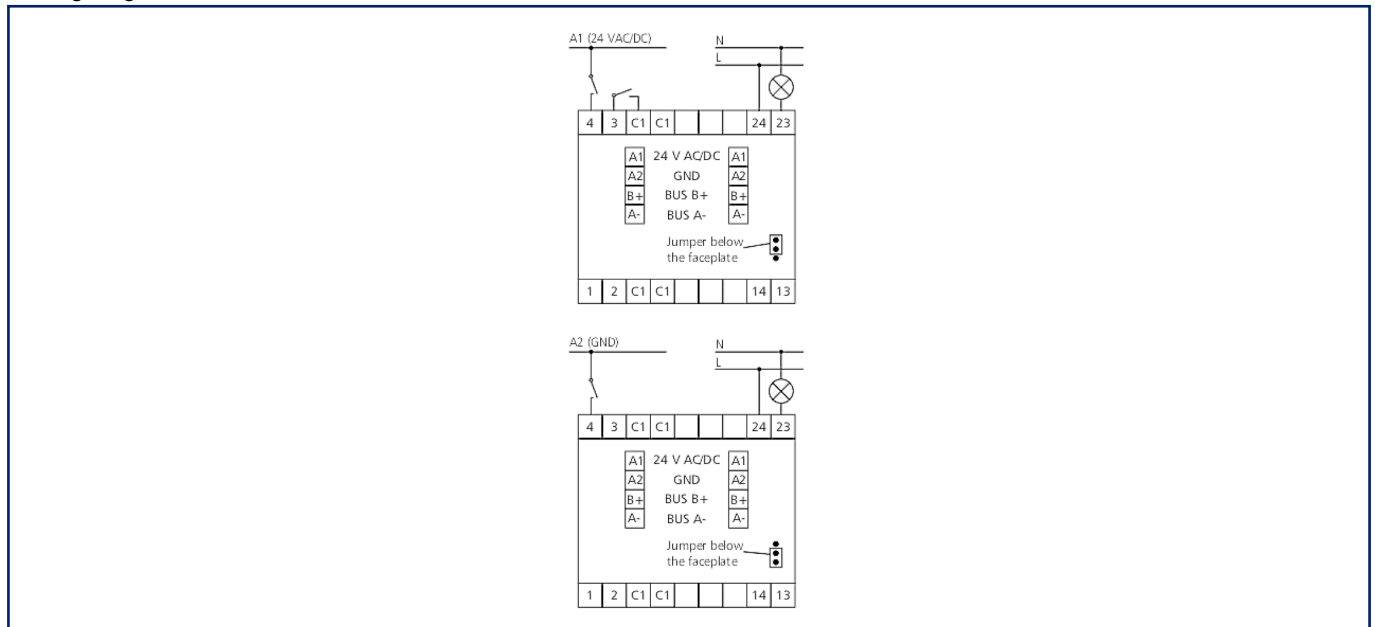 A1 (24 VAC/DC)
N
L
4 3 C1 C1 24 23
A1 24 V AC/DC A1
A2 GND A2
B+ BUS B+ B+
A- BUS A- A-
Jumper below
the faceplate
1 2 C1 C1 14 13
A2 (GND)
N
L
4 3 C1 C1 24 23
A1 24 V AC/DC A1
A2 GND A2
B+ BUS B+ B+
A- BUS A- A-
Jumper below
the faceplate
1 2 C1 C1 14 13